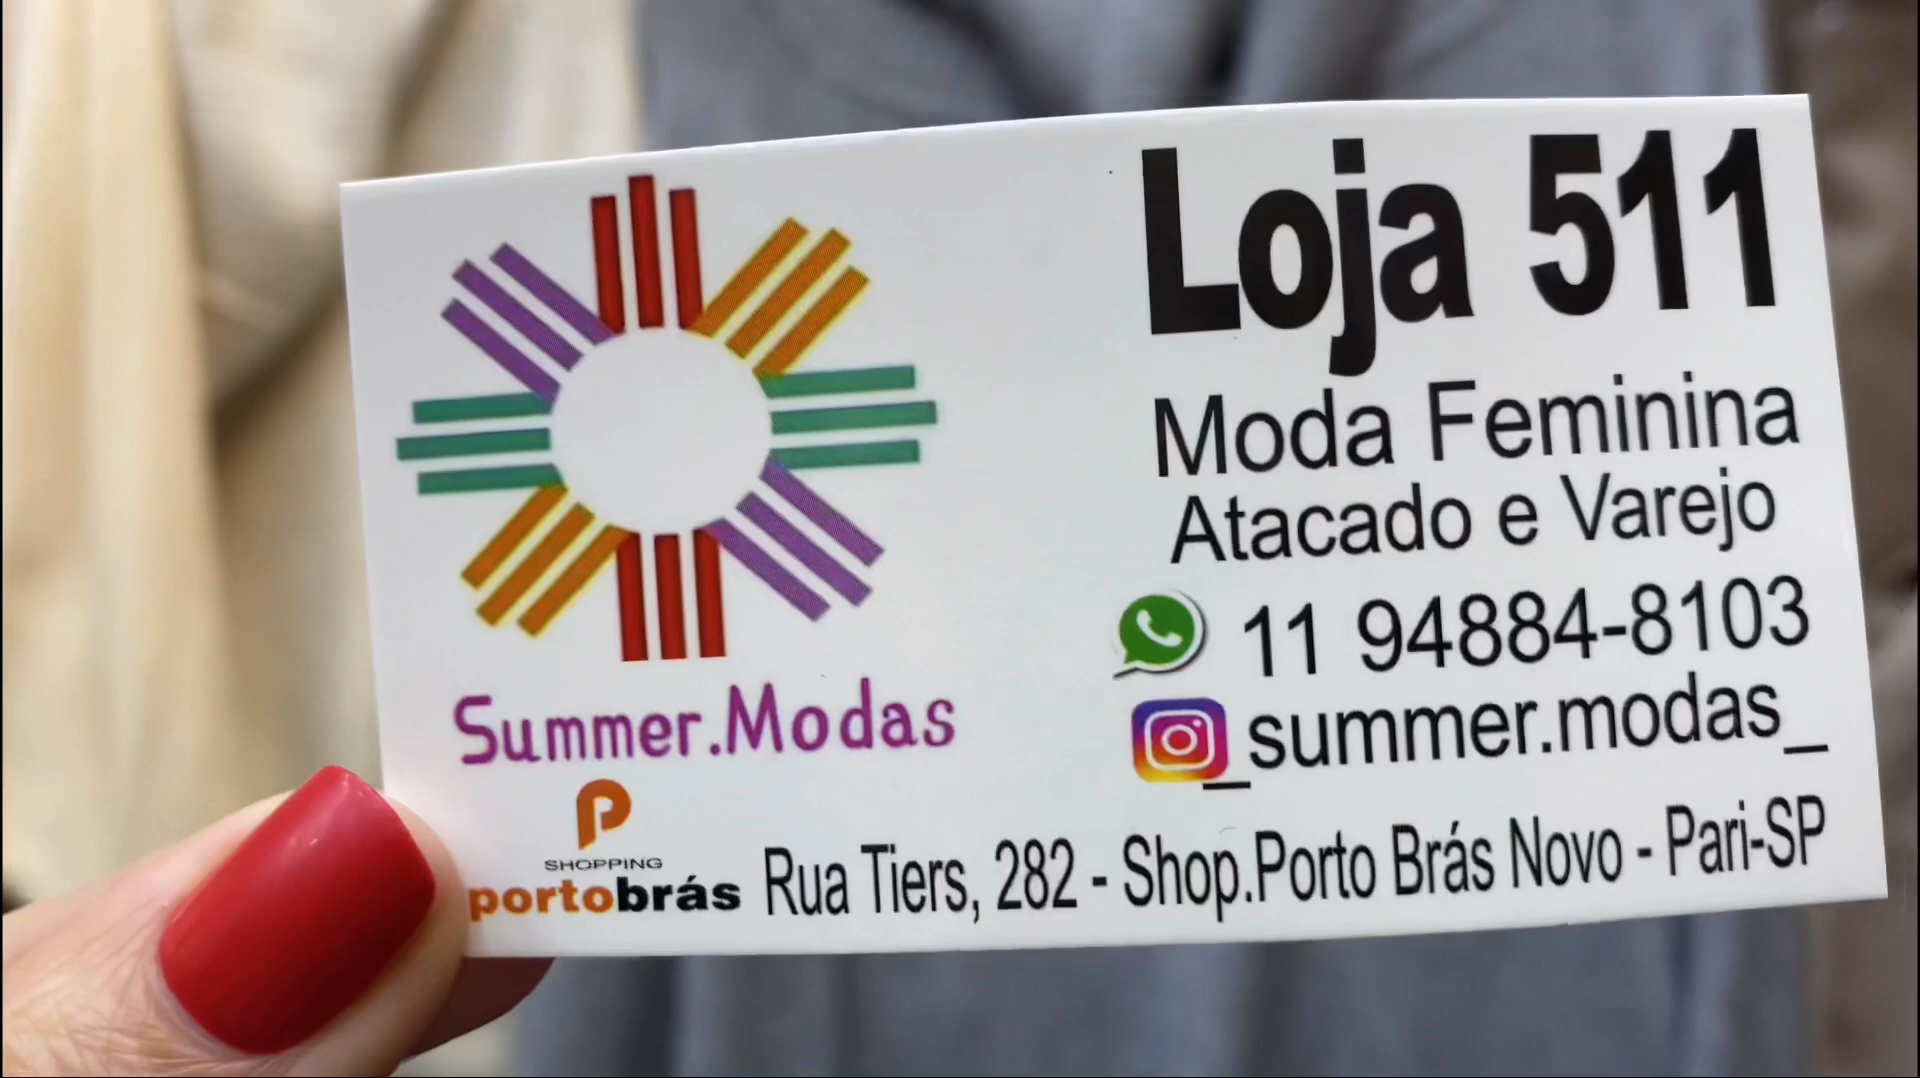 Summer.Modas
SHOPPING
portobrás
Loja 511
Moda Feminina
Atacado e Varejo
11 94884-8103
_summer.modas_
Rua Tiers, 282 - Shop.Porto Brás Novo - Pari-SP